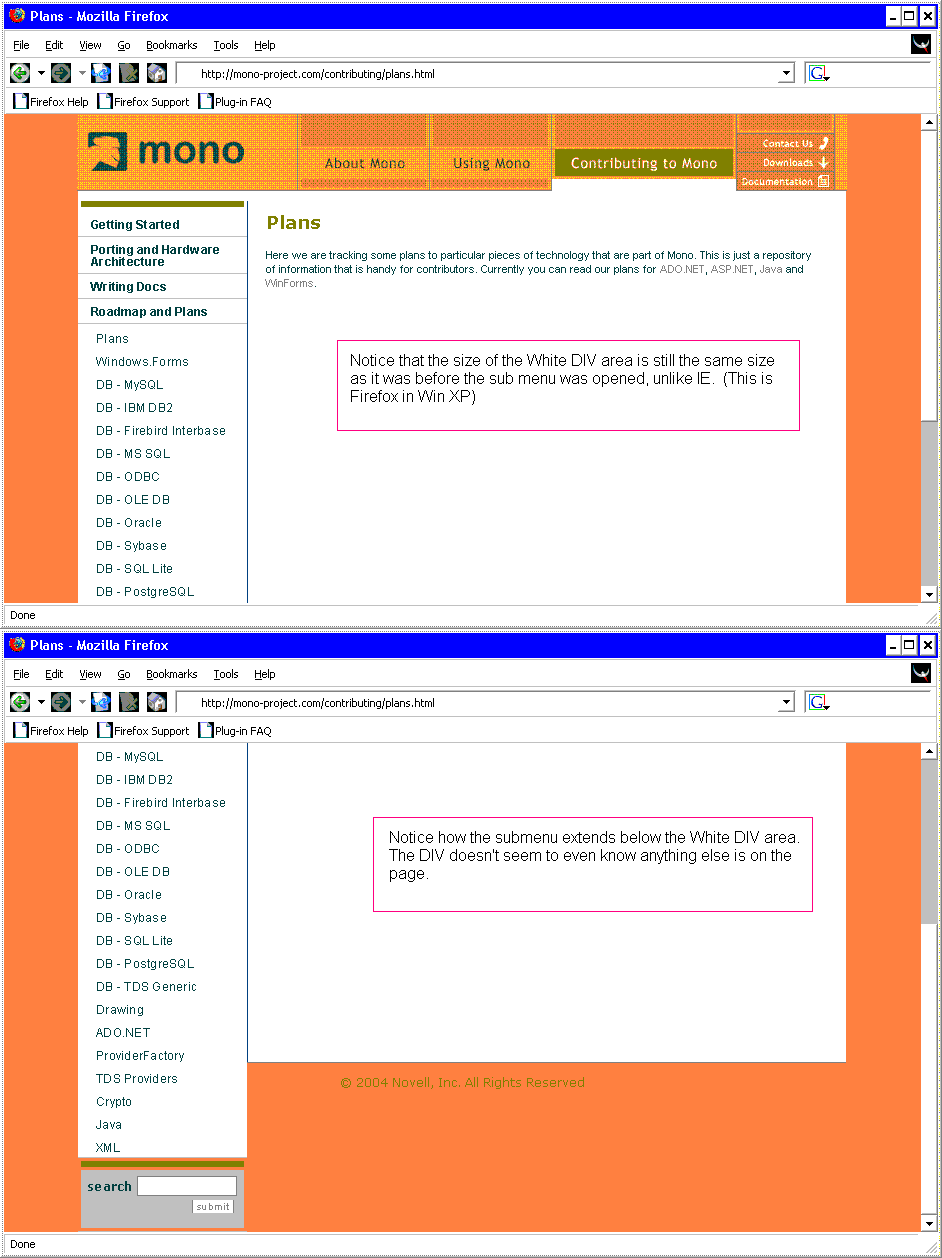 Plans - Mozilla Firefox
File Edit View Go Bookmarks Tools Help
http://mono-project.com/contributing/plans.html
G
Firefox Help Firefox Support Plug-in FAQ
mono
About Mono Using Mono Contributing to Mono
Contact Us
Downloads
Documentation
Getting Started
Porting and Hardware
Architecture
Writing Docs
Roadmap and Plans
Plans
Windows.Forms
DB - MySQL
DB - IBM DB2
DB - Firebird Interbase
DB - MS SQL
DB - ODBC
DB - OLE DB
DB - Oracle
DB - Sybase
DB - SQL Lite
DB - PostgreSQL
Plans
Here we are tracking some plans to particular pieces of technology that are part of Mono. This is just a repository
of information that is handy for contributors. Currently you can read our plans for ADO.NET, ASP.NET, Java and
WinForms.
Notice that the size of the White DIV area is still the same size
as it was before the sub menu was opened, unlike IE.  (This is
Firefox in Win XP)
Done
Plans - Mozilla Firefox
File Edit View Go Bookmarks Tools Help
http://mono-project.com/contributing/plans.html
G
Firefox Help Firefox Support Plug-in FAQ
DB - MySQL
DB - IBM DB2
DB - Firebird Interbase
DB - MS SQL
DB - ODBC
DB - OLE DB
DB - Oracle
DB - Sybase
DB - SQL Lite
DB - PostgreSQL
DB - TDS Generic
Drawing
ADO.NET
ProviderFactory
TDS Providers
Crypto
Java
XML
search
submit
Notice how the submenu extends below the White DIV area.
The DIV doesn't seem to even know anything else is on the
page.
© 2004 Novell, Inc. All Rights Reserved
Done